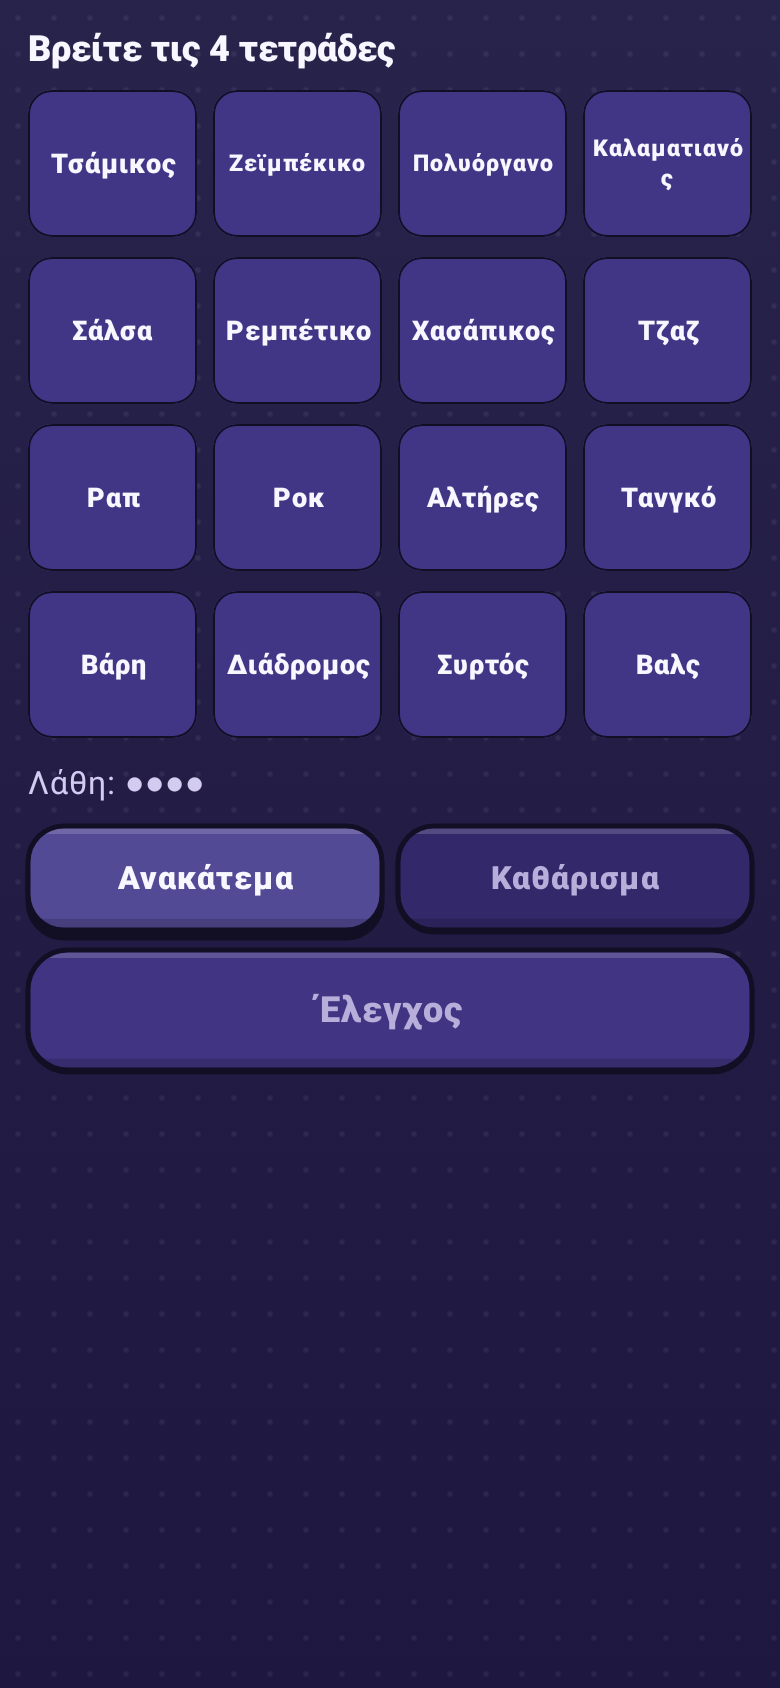 Βρείτε τις 4 τετράδες
Τσάμικος
Ζεϊμπέκικο
Πολυόργανο
Καλαματιανό
ς
Σάλσα
Ρεμπέτικο
Χασάπικος
Τζαζ
Ραπ
Ροκ
Αλτήρες
Τανγκό
Βάρη
Διάδρομος
Συρτός
Βαλς
Λάθη: ●●●●
Ανακάτεμα
Καθάρισμα
Έλεγχος